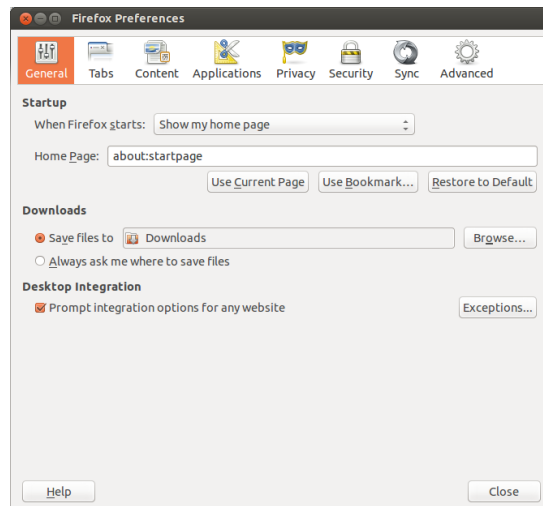 Firefox Preferences
General Tabs Content Applications Privacy Security Sync Advanced
Startup
When Firefox starts: Show my home page
Home Page: about:startpage
Use Current Page Use Bookmark... Restore to Default
Downloads
Save files to Downloads Browse...
Always ask me where to save files
Desktop Integration
Prompt integration options for any website Exceptions...
Help Close